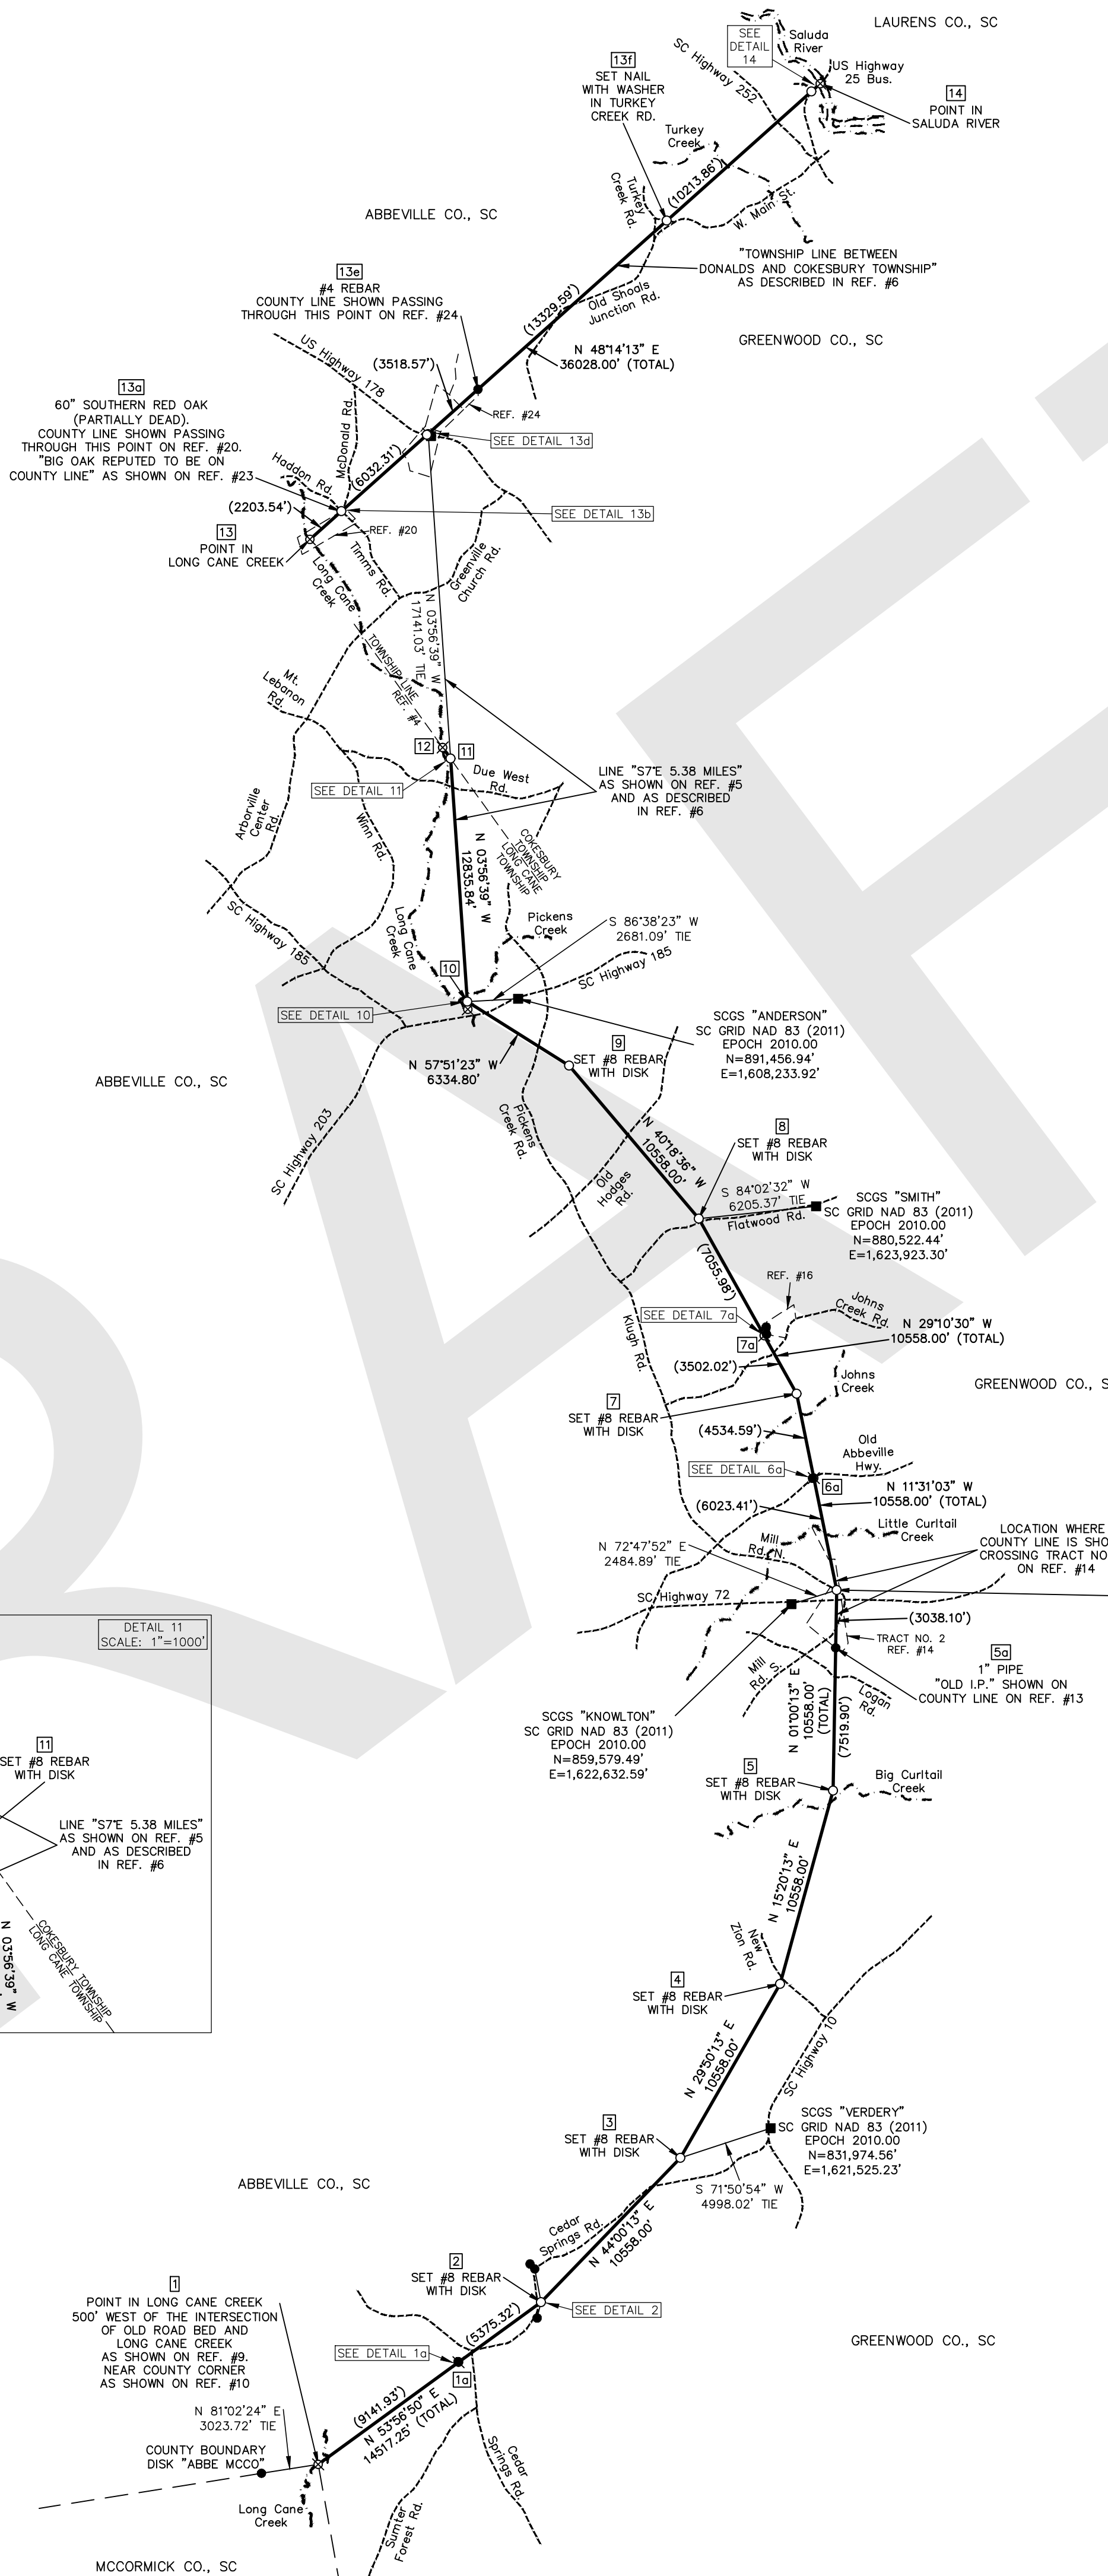 LAURENS CO., SC
SEE
DETAIL
14
Saluda
River
US Highway
25 Bus.
SC Highway 252
14
POINT IN
SALUDA RIVER
13f
SET NAIL
WITH WASHER
IN TURKEY
CREEK RD.
Turkey
Creek
Turkey
Creek Rd.
(10213.86')
W. Main St.
ABBEVILLE CO., SC
"TOWNSHIP LINE BETWEEN
DONALDS AND COKESBURY TOWNSHIP"
AS DESCRIBED IN REF. #6
13e
#4 REBAR
COUNTY LINE SHOWN PASSING
THROUGH THIS POINT ON REF. #24
(13329.59')
Old Shoals
Junction Rd.
GREENWOOD CO., SC
N 48°14'13" E
36028.00' (TOTAL)
US Highway 178
(3518.57')
REF. #24
13a
60" SOUTHERN RED OAK
(PARTIALLY DEAD).
COUNTY LINE SHOWN PASSING
THROUGH THIS POINT ON REF. #20.
"BIG OAK REPUTED TO BE ON
COUNTY LINE" AS SHOWN ON REF. #23
McDonald Rd.
SEE DETAIL 13d
Haddon Rd.
(6032.31')
(2203.54')
SEE DETAIL 13b
13
POINT IN
LONG CANE CREEK
REF. #20
Timms Rd.
Greenville
Church Rd.
Long Cane
Creek
N 03°56'39" W
17141.03' TIE
TOWNSHIP LINE
REF. #4
Mt.
Lebanon
Rd.
12
11
Due West
Rd.
SEE DETAIL 11
LINE "S7°E 5.38 MILES"
AS SHOWN ON REF. #5
AND AS DESCRIBED
IN REF. #6
Arborville
Center
Rd.
Winn Rd.
N 03°56'39" W
12835.84'
COKESBURY
TOWNSHIP
LONG CANE
TOWNSHIP
SC Highway 185
Long Cane
Creek
Pickens
Creek
S 86°38'23" W
2681.09' TIE
10
SC Highway 185
SEE DETAIL 10
SCGS "ANDERSON"
SC GRID NAD 83 (2011)
EPOCH 2010.00
N=891,456.94'
E=1,608,233.92'
9
SET #8 REBAR
WITH DISK
N 57°51'23" W
6334.80'
ABBEVILLE CO., SC
SC Highway 203
Pickens
Creek Rd.
N 40°18'36" W
10558.00'
8
SET #8 REBAR
WITH DISK
Old
Hodges
Rd.
S 84°02'32" W
6205.37' TIE
Flatwood Rd.
SCGS "SMITH"
SC GRID NAD 83 (2011)
EPOCH 2010.00
N=880,522.44'
E=1,623,923.30'
(7055.98')
REF. #16
SEE DETAIL 7a
7a
Johns
Creek Rd.
N 29°10'30" W
10558.00' (TOTAL)
Klugh Rd.
(3502.02')
Johns
Creek
GREENWOOD CO., S
7
SET #8 REBAR
WITH DISK
(4534.59')
Old
Abbeville
Hwy.
SEE DETAIL 6a
6a
N 11°31'03" W
10558.00' (TOTAL)
(6023.41')
Little Curltail
Creek
LOCATION WHERE
COUNTY LINE IS SHO
CROSSING TRACT NO
ON REF. #14
N 72°47'52" E
2484.89' TIE
Mill
Rd. N.
SC Highway 72
(3038.10')
TRACT NO. 2
REF. #14
5a
1" PIPE
"OLD I.P." SHOWN ON
COUNTY LINE ON REF. #13
Mill
Rd. S.
Logan
Rd.
SCGS "KNOWLTON"
SC GRID NAD 83 (2011)
EPOCH 2010.00
N=859,579.49'
E=1,622,632.59'
N 01°00'13" E
10558.00'
(TOTAL)
(7519.90')
5
SET #8 REBAR
WITH DISK
Big Curltail
Creek
DETAIL 11
SCALE: 1"=1000'
11
SET #8 REBAR
WITH DISK
LINE "S7°E 5.38 MILES"
AS SHOWN ON REF. #5
AND AS DESCRIBED
IN REF. #6
N 03°56'39" W
COKESBURY TOWNSHIP
LONG CANE TOWNSHIP
N 15°20'13" E
10558.00'
New
Zion Rd.
4
SET #8 REBAR
WITH DISK
N 29°50'13" E
10558.00'
SC Highway 10
3
SET #8 REBAR
WITH DISK
SCGS "VERDERY"
SC GRID NAD 83 (2011)
EPOCH 2010.00
N=831,974.56'
E=1,621,525.23'
S 71°50'54" W
4998.02' TIE
ABBEVILLE CO., SC
Cedar
Springs Rd.
N 44°00'13" E
10558.00'
2
SET #8 REBAR
WITH DISK
SEE DETAIL 2
1
POINT IN LONG CANE CREEK
500' WEST OF THE INTERSECTION
OF OLD ROAD BED AND
LONG CANE CREEK
AS SHOWN ON REF. #9.
NEAR COUNTY CORNER
AS SHOWN ON REF. #10
(5375.32')
SEE DETAIL 1a
1a
GREENWOOD CO., SC
(9141.93')
N 53°56'50" E
14517.25' (TOTAL)
N 81°02'24" E
3023.72' TIE
COUNTY BOUNDARY
DISK "ABBE MCCO"
Cedar
Springs Rd.
Long Cane
Creek
Sumter
Forest Rd.
MCCORMICK CO., SC